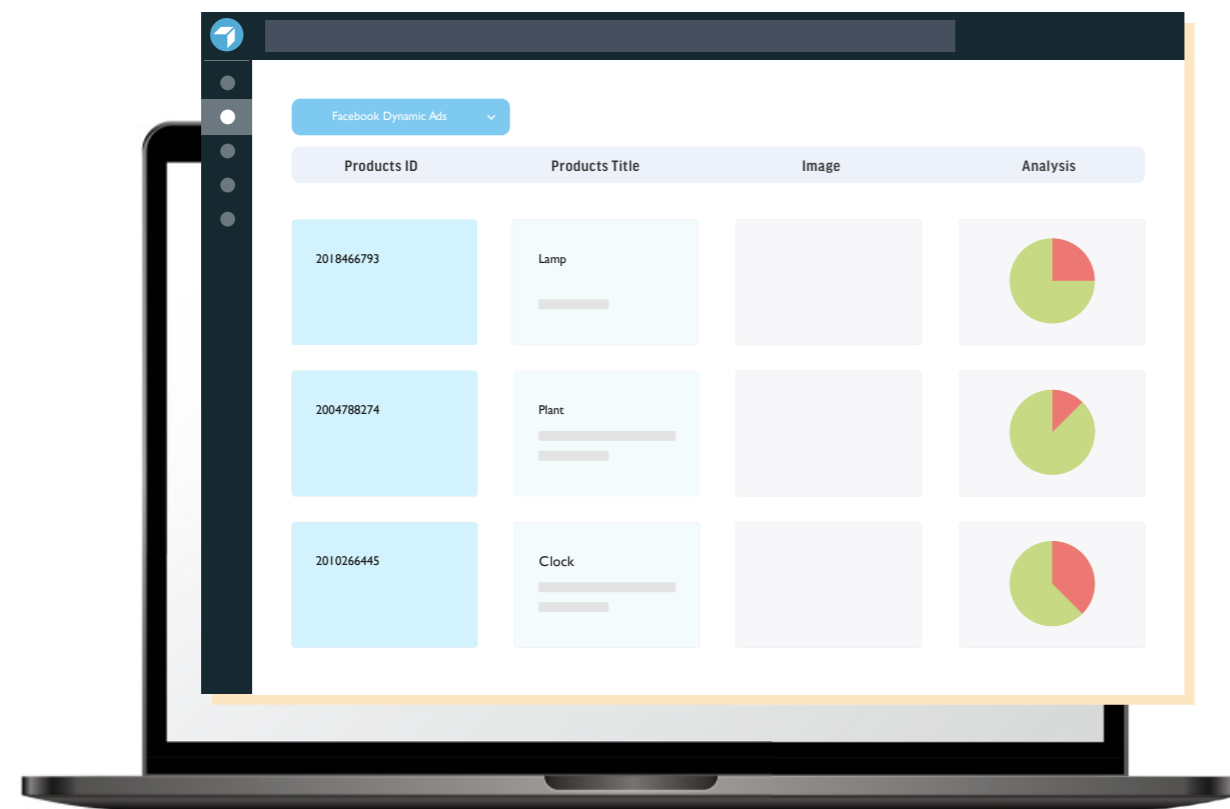 Facebook Dynamic Ads
Products ID Products Title Image Analysis
2018466793 Lamp
2004788274 Plant
2010266445 Clock